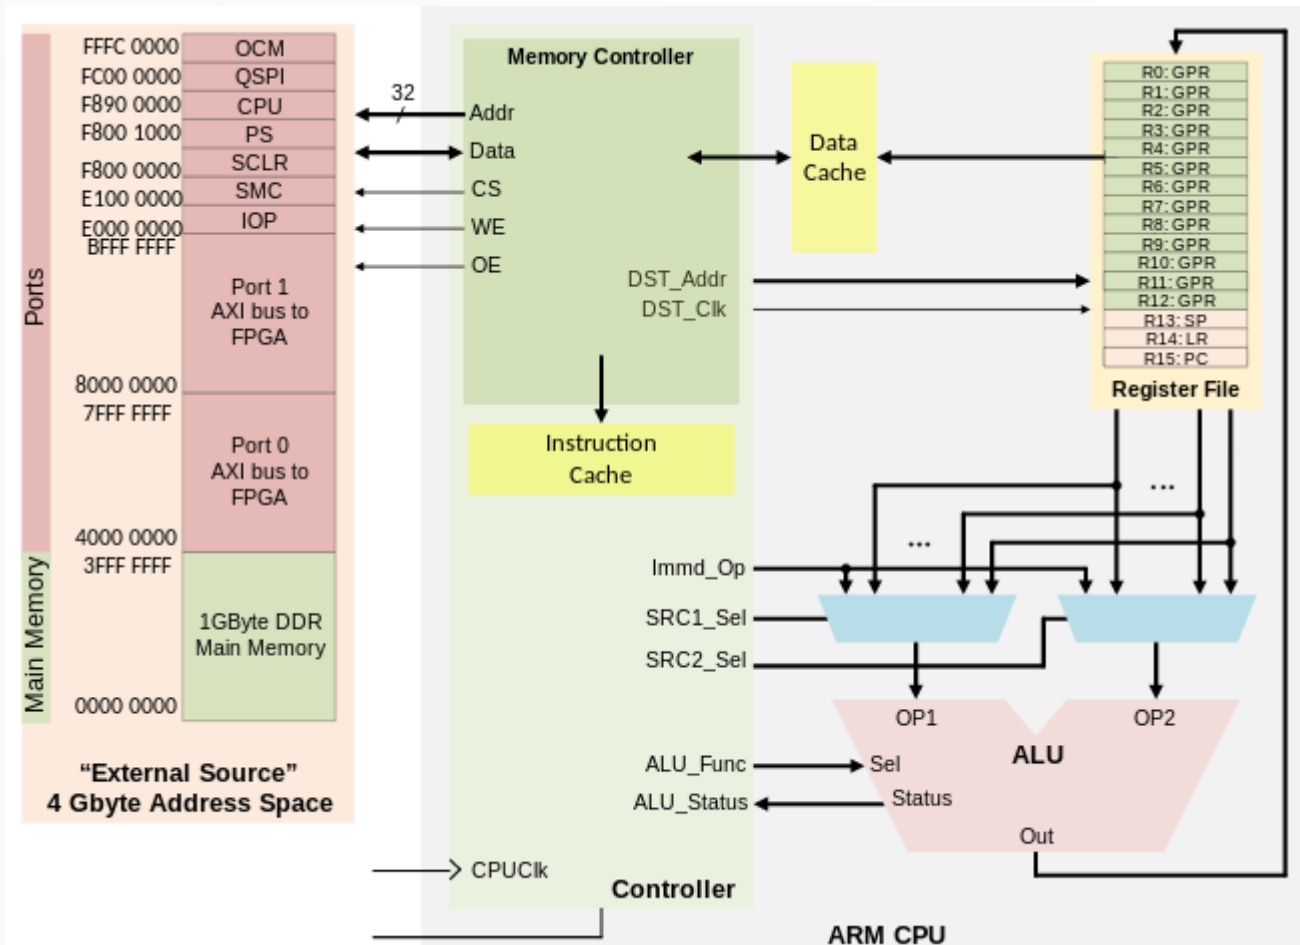 FFFC 0000
OCM
FC00 0000
QSPI
F890 0000
CPU
F800 1000
PS
F800 0000
SCLR
E100 0000
SMC
E000 0000
IOP
BFFF FFFF
Ports
Port 1
AXI bus to
FPGA
8000 0000
7FFF FFFF
Port 0
AXI bus to
FPGA
4000 0000
3FFF FFFF
Main Memory
1GByte DDR
Main Memory
0000 0000
“External Source”
4 Gbyte Address Space
32
Memory Controller
Addr
Data
CS
WE
OE
DST_Addr
DST_Clk
Instruction
Cache
Data
Cache
R0: GPR
R1: GPR
R2: GPR
R3: GPR
R4: GPR
R5: GPR
R6: GPR
R7: GPR
R8: GPR
R9: GPR
R10: GPR
R11: GPR
R12: GPR
R13: SP
R14: LR
R15: PC
Register File
...
...
Immd_Op
SRC1_Sel
SRC2_Sel
OP1
OP2
ALU
ALU_Func
Sel
ALU_Status
Status
Out
CPUClk
Controller
ARM CPU